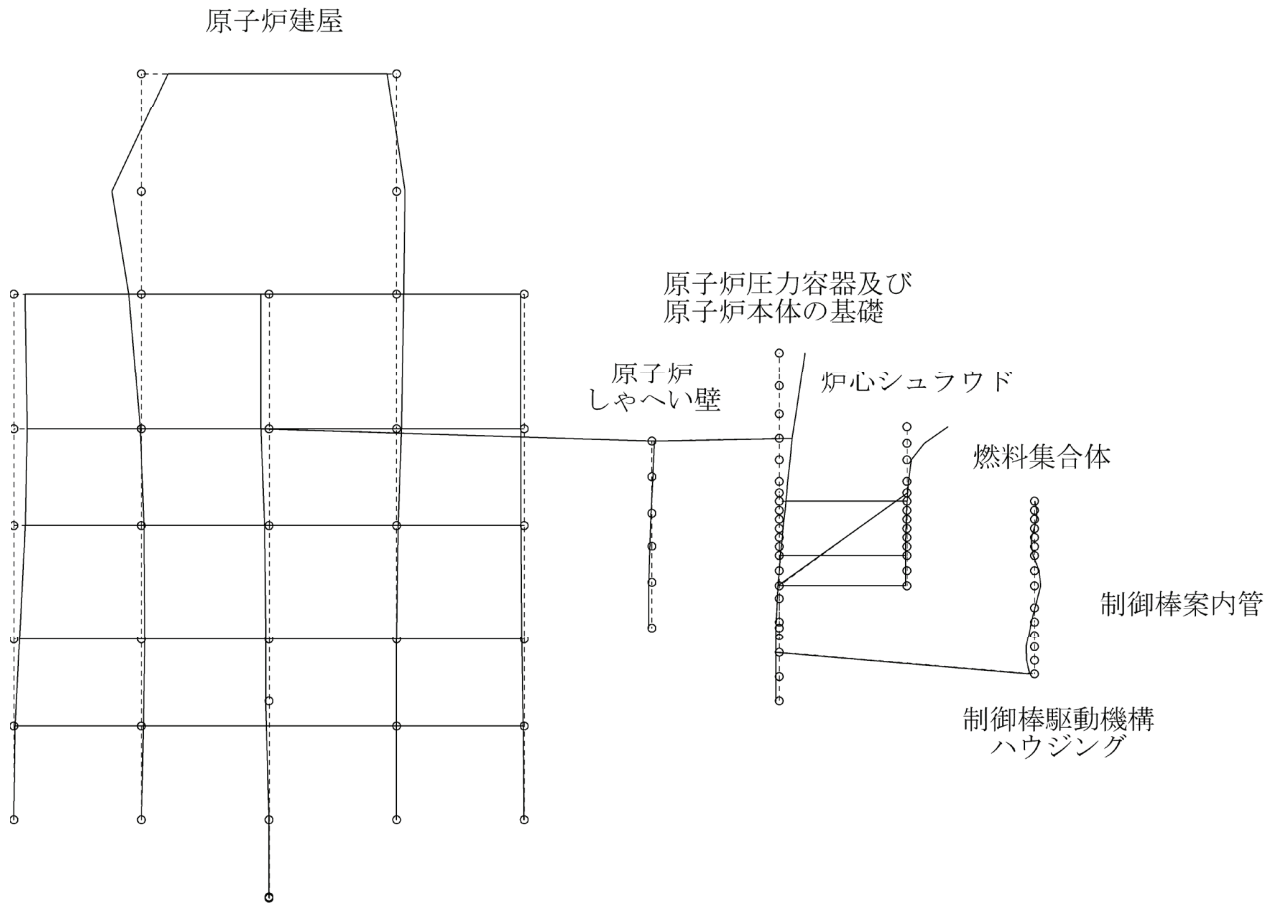 原子炉建屋
原子炉圧力容器及び
原子炉本体の基礎
原子炉
しゃへい壁
炉心シュラウド
燃料集合体
制御棒案内管
制御棒駆動機構
ハウジング